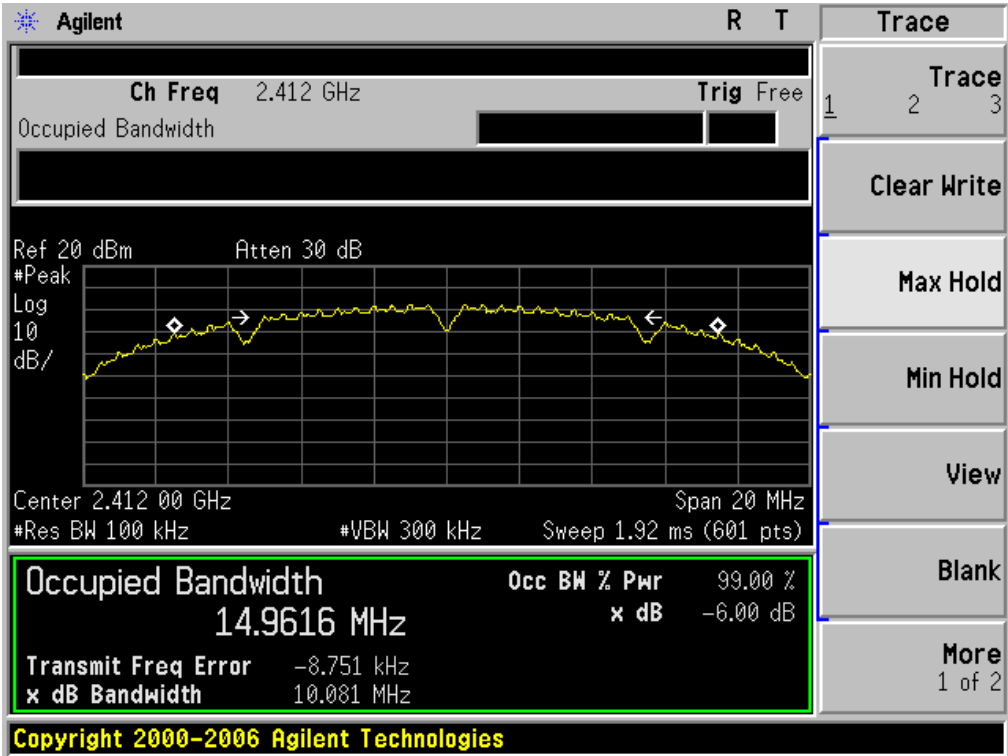 Agilent R T Trace
Ch Freq 2.412 GHz Trig Free
Occupied Bandwidth
Trace
1 2 3
Clear Write
Max Hold
Min Hold
View
Blank
More
1 of 2
Ref 20 dBm Atten 30 dB
#Peak
Log
10
dB/
Center 2.412 00 GHz Span 20 MHz
#Res BW 100 kHz #VBW 300 kHz Sweep 1.92 ms (601 pts)
Occupied Bandwidth
14.9616 MHz
Occ BW % Pwr 99.00 %
x dB -6.00 dB
Transmit Freq Error -8.751 kHz
x dB Bandwidth 10.081 MHz
Copyright 2000-2006 Agilent Technologies